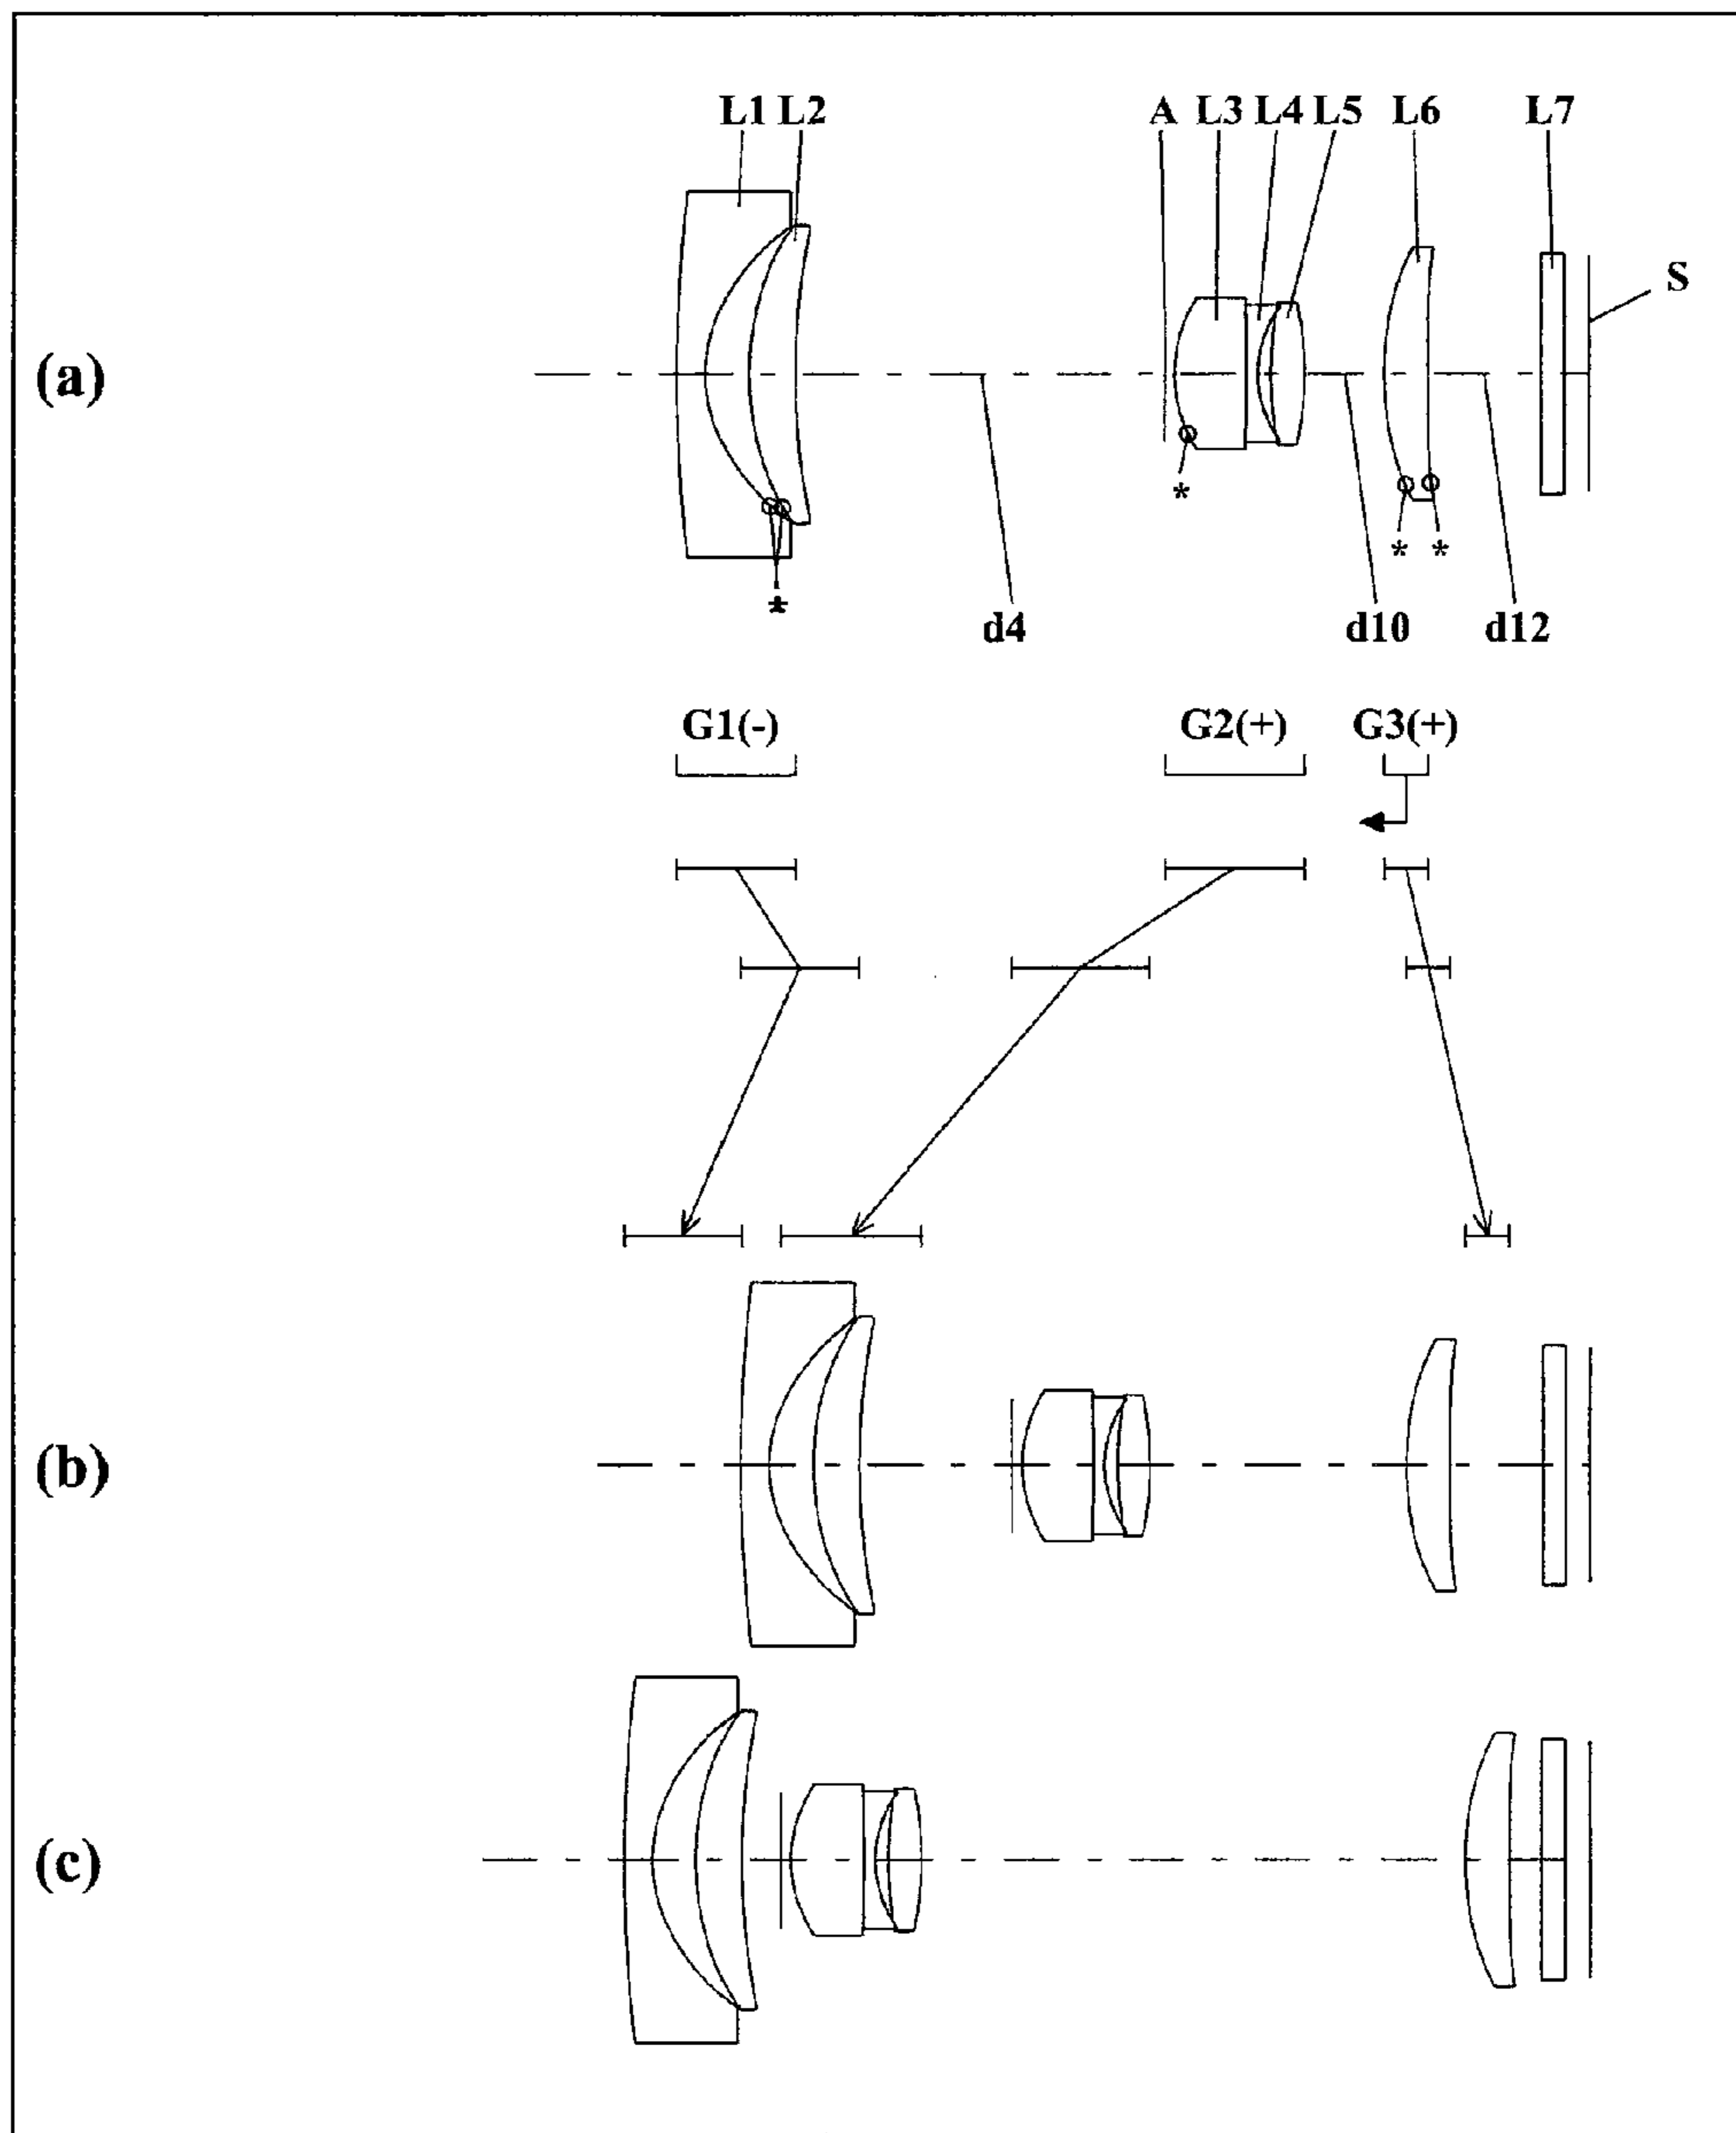 L1 L2 A L3 L4 L5 L6 L7
S
(a)
*
* *
*
d4 d10 d12
G1(-) G2(+) G3(+)
(b)
(c)